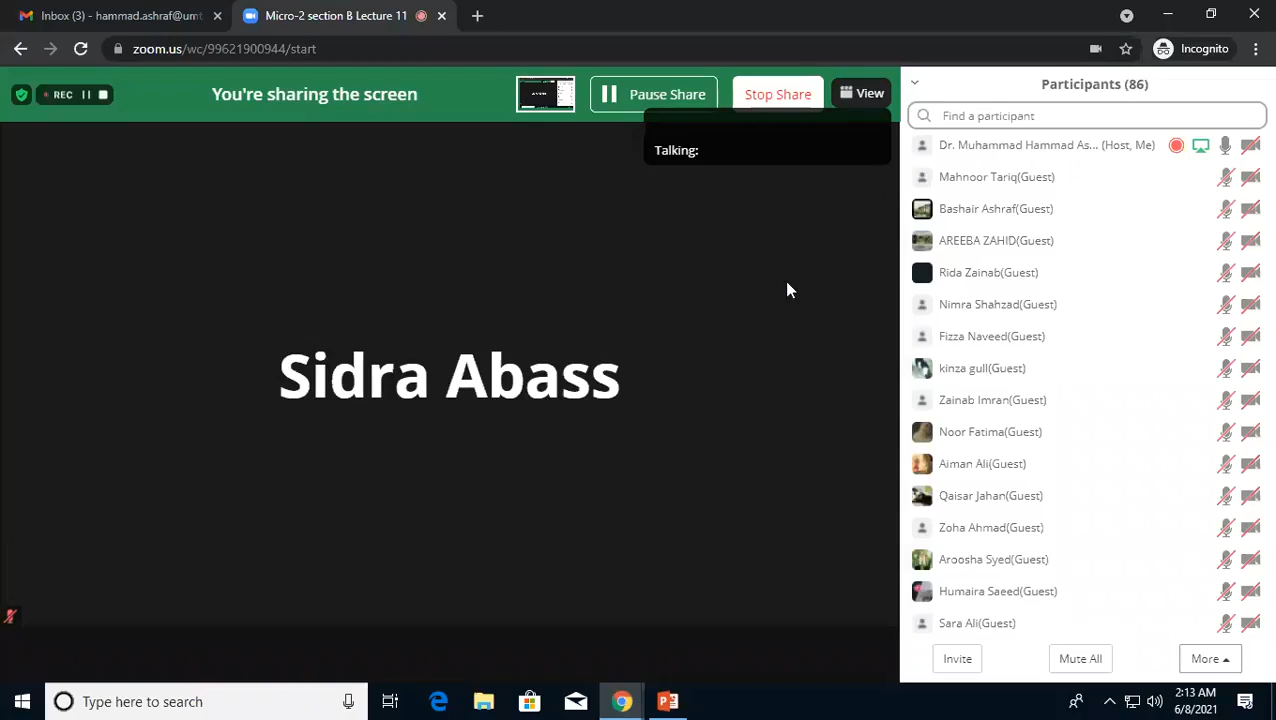 Inbox (3) - hammad.ashraf@umt
Micro-2 section B Lecture 11
zoom.us/wc/99621900944/start
Incognito
REC
You're sharing the screen
Pause Share
Stop Share
View
Talking:
Sidra Abass
Participants (86)
Find a participant
Dr. Muhammad Hammad As... (Host, Me)
Mahnoor Tariq(Guest)
Bashair Ashraf(Guest)
AREEBA ZAHID(Guest)
Rida Zainab(Guest)
Nimra Shahzad(Guest)
Fizza Naveed(Guest)
kinza gull(Guest)
Zainab Imran(Guest)
Noor Fatima(Guest)
Aiman Ali(Guest)
Qaisar Jahan(Guest)
Zoha Ahmad(Guest)
Aroosha Syed(Guest)
Humaira Saeed(Guest)
Sara Ali(Guest)
Invite
Mute All
More
Type here to search
2:13 AM
6/8/2021